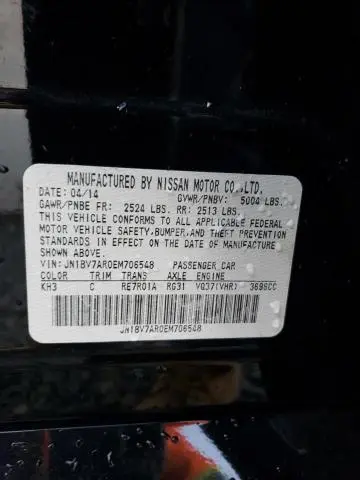 MANUFACTURED BY NISSAN MOTOR CO.,LTD.
DATE: 04/14 GVWR/PNBV: 5004 LBS.
GAWR/PNBE FR: 2524 LBS. RR: 2513 LBS.
THIS VEHICLE CONFORMS TO ALL APPLICABLE FEDERAL
MOTOR VEHICLE SAFETY,BUMPER,AND THEFT PREVENTION
STANDARDS IN EFFECT ON THE DATE OF MANUFACTURE
SHOWN ABOVE.
VIN: JN1BV7AR0EM706548 PASSENGER CAR
COLOR TRIM TRANS AXLE ENGINE
KH3 C RE7R01A RG31 VQ37(VHR) 3696CC
JN1BV7AR0EM706548